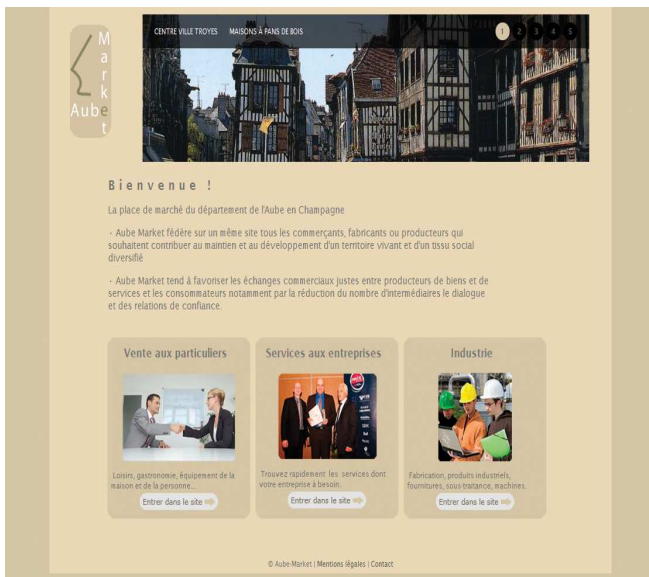 CENTRE VILLE TROYES MAISONS À PANS DE BOIS
1 2 3 4 5
Market
Aube
Bienvenue !
La place de marché du département de l'Aube en Champagne
- Aube Market fédère sur un même site tous les commerçants, fabricants ou producteurs qui
souhaitent contribuer au maintien et au développement d'un territoire vivant et d'un tissu social
diversifié
- Aube Market tend à favoriser les échanges commerciaux justes entre producteurs de biens et de
services et les consommateurs notamment par la réduction du nombre d'intermédiaires le dialogue
et des relations de confiance.
Vente aux particuliers
Loisirs, gastronomie, équipement de la
maison et de la personne...
Entrer dans le site
Services aux entreprises
Trouvez rapidement les services dont
votre entreprise à besoin.
Entrer dans le site
Industrie
Fabrication, produits industriels,
fournitures, sous-traitance, machines.
Entrer dans le site
© Aube-Market | Mentions légales | Contact